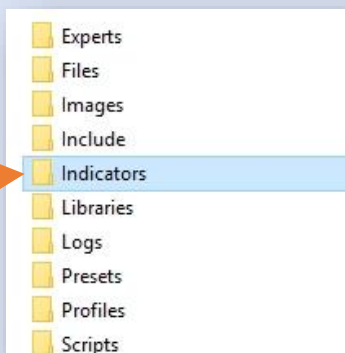 Experts
Files
Images
Include
Indicators
Libraries
Logs
Presets
Profiles
Scripts